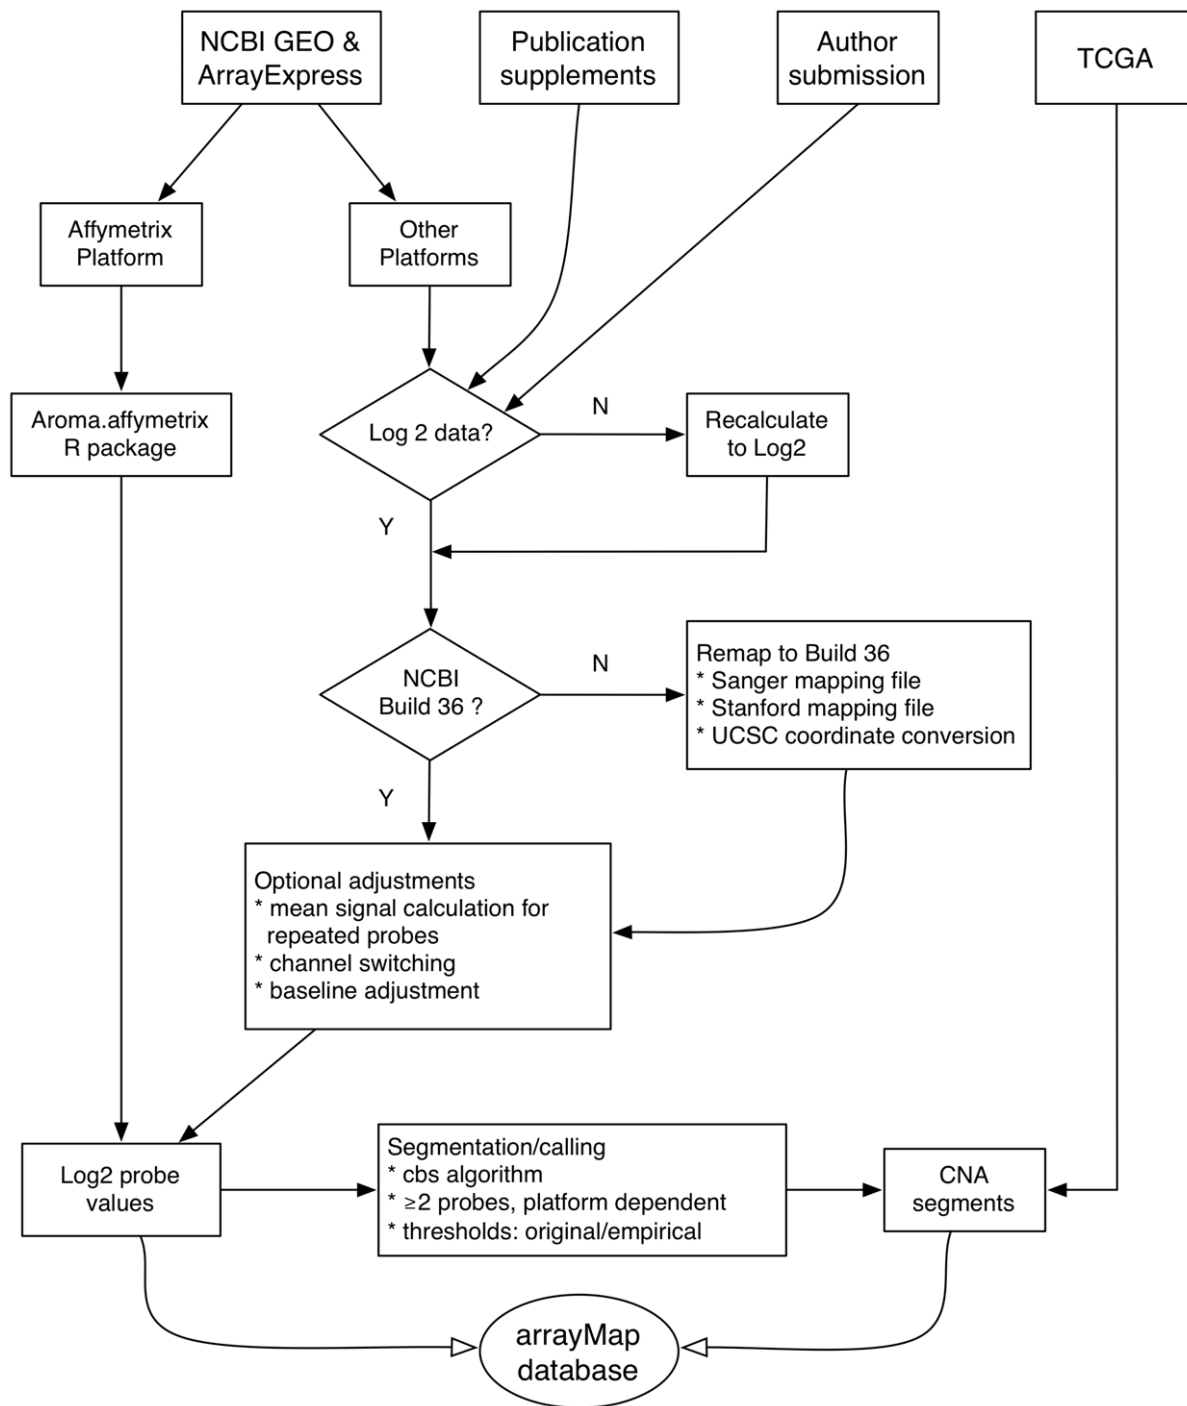 NCBI GEO &
ArrayExpress
Publication
supplements
Author
submission
TCGA
Affymetrix
Platform
Other
Platforms
Aroma.affymetrix
R package
Log 2 data?
N
Recalculate
to Log2
Y
NCBI
Build 36 ?
N
Remap to Build 36
* Sanger mapping file
* Stanford mapping file
* UCSC coordinate conversion
Y
Optional adjustments
* mean signal calculation for
repeated probes
* channel switching
* baseline adjustment
Log2 probe
values
Segmentation/calling
* cbs algorithm
* ≥2 probes, platform dependent
* thresholds: original/empirical
CNA
segments
arrayMap
database